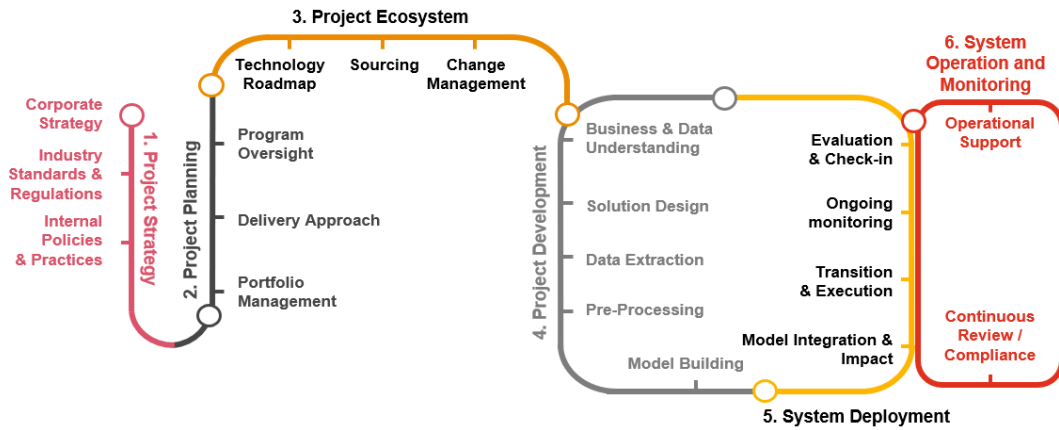 3. Project Ecosystem
Technology
Roadmap
Sourcing
Change
Management
Corporate
Strategy
Industry
Standards &
Regulations
Internal
Policies
& Practices
1. Project Strategy
2. Project Planning
Program
Oversight
Delivery Approach
Portfolio
Management
4. Project Development
Business & Data
Understanding
Solution Design
Data Extraction
Pre-Processing
Model Building
Evaluation
& Check-in
Ongoing
monitoring
Transition
& Execution
Model Integration &
Impact
5. System Deployment
6. System
Operation and
Monitoring
Operational
Support
Continuous
Review /
Compliance